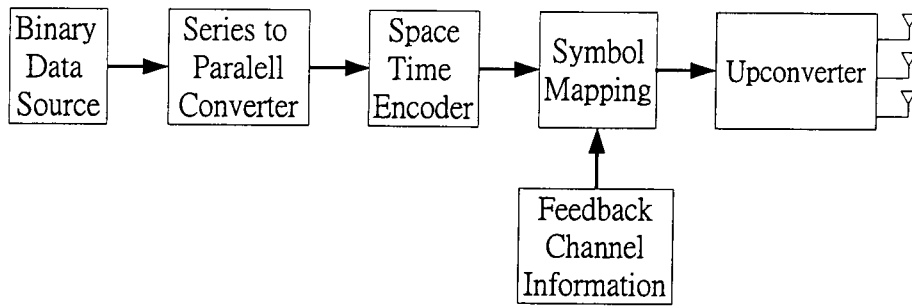 Binary
Data
Source
Series to
Paralell
Converter
Space
Time
Encoder
Symbol
Mapping
Upconverter
Feedback
Channel
Information